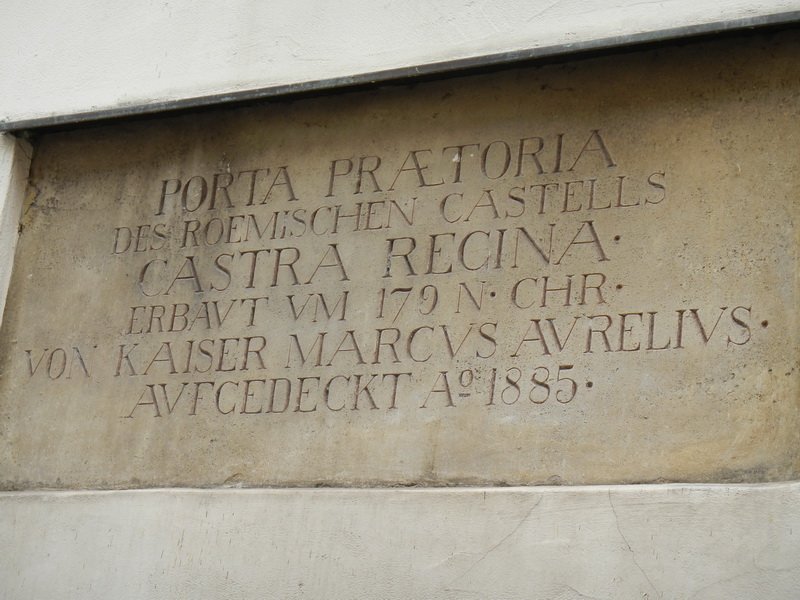 PORTA PRÆTORIA
DES ROEMISCHEN CASTELLS
CASTRA REGINA·
ERBAVT VM 179 N· CHR·
VON KAISER MARCVS AVRELIVS·
AVFGEDECKT Aº 1885·